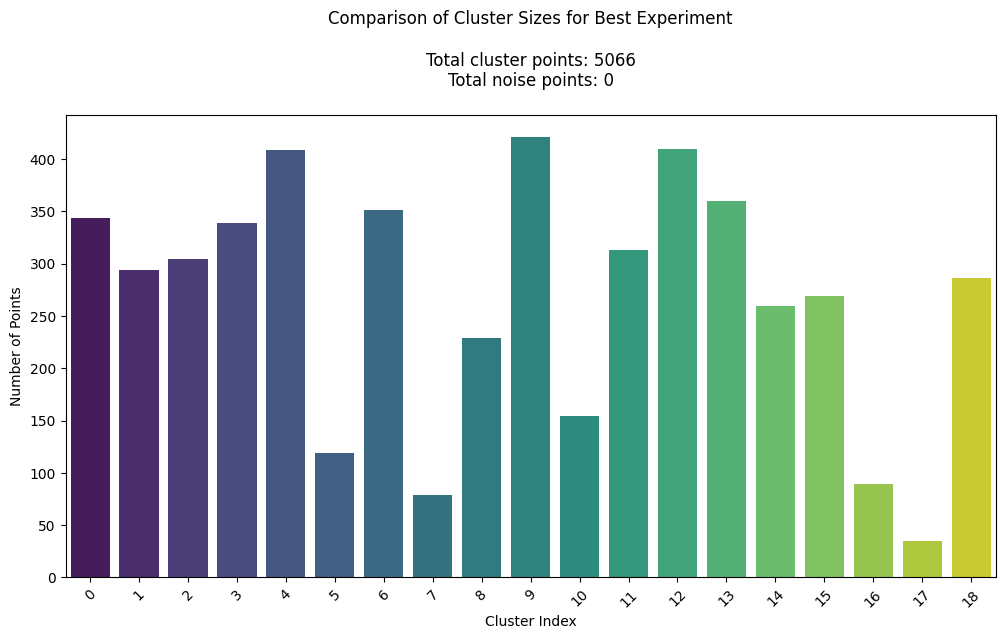 Comparison of Cluster Sizes for Best Experiment
Total cluster points: 5066
Total noise points: 0
400
350
300
250
200
150
100
50
0
Number of Points
0 1 2 3 4 5 6 7 8 9 10 11 12 13 14 15 16 17 18
Cluster Index